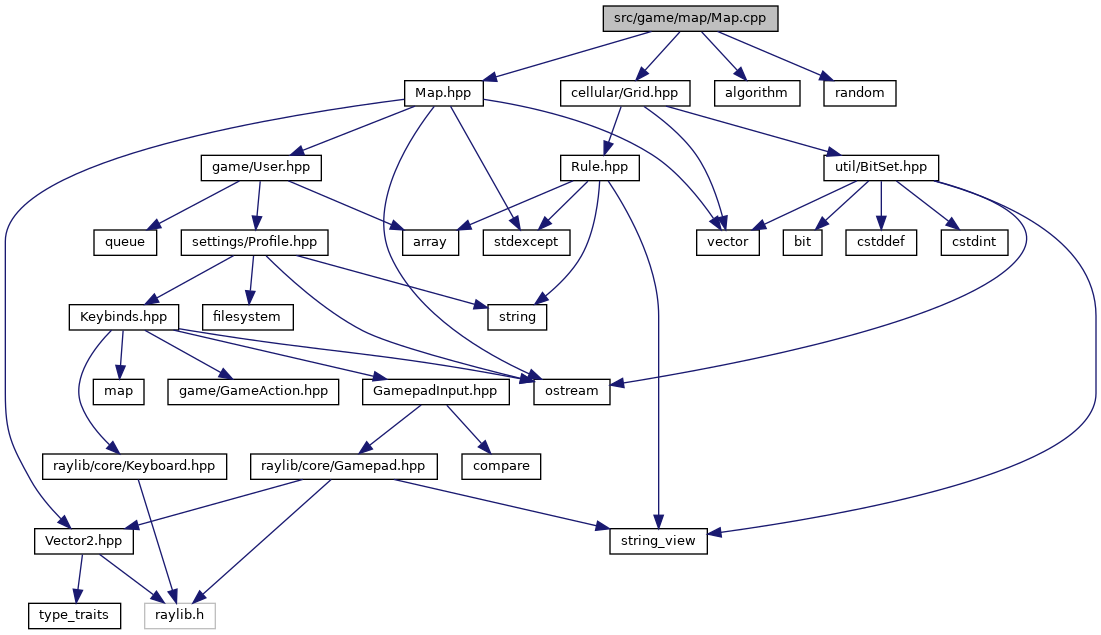 src/game/map/Map.cpp
Map.hpp
cellular/Grid.hpp
algorithm
random
game/User.hpp
Rule.hpp
util/BitSet.hpp
queue
settings/Profile.hpp
array
stdexcept
vector
bit
cstddef
cstdint
Keybinds.hpp
filesystem
string
map
game/GameAction.hpp
GamepadInput.hpp
ostream
raylib/core/Keyboard.hpp
raylib/core/Gamepad.hpp
compare
Vector2.hpp
string_view
type_traits
raylib.h